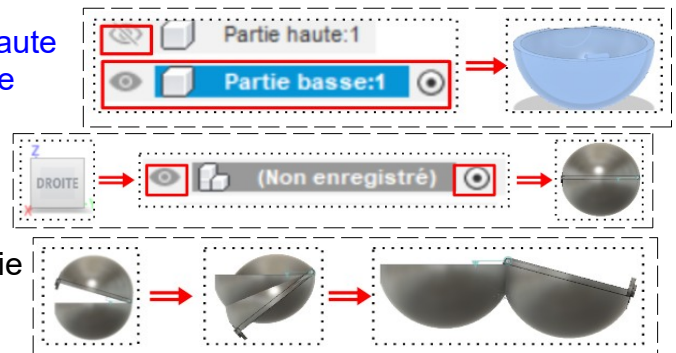 aute
e
Partie haute:1
Partie basse:1
Z
DROITE
X
(Non enregistré)
ie